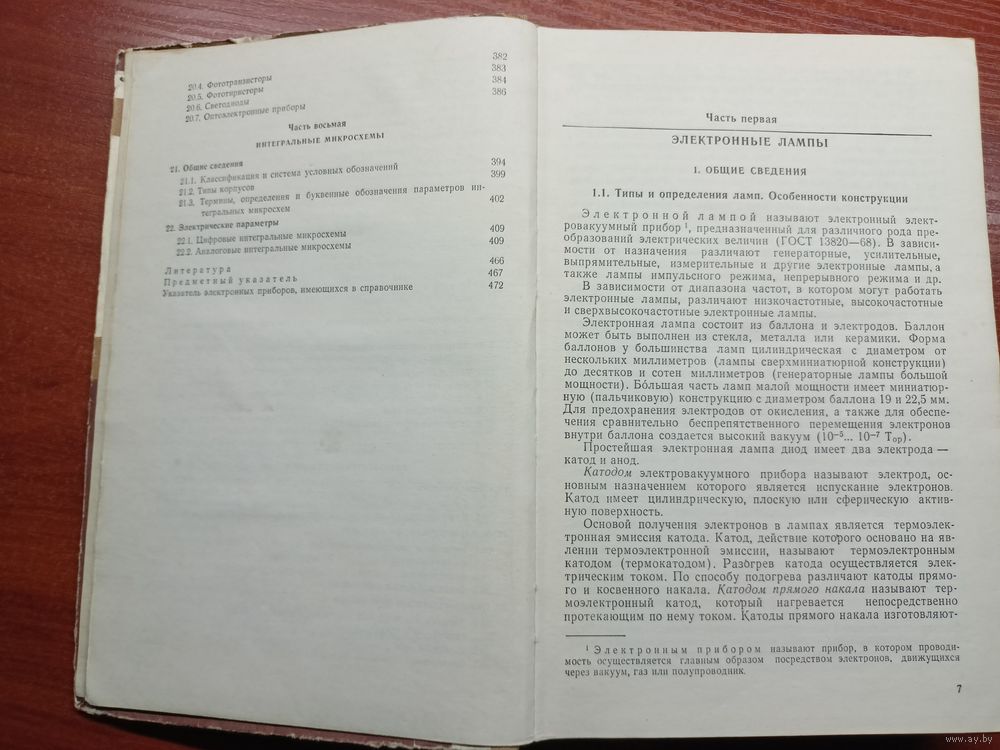 382
20.4. Фототранзисторы 383
20.5. Фототиристоры 384
20.6. Светодиоды 386
20.7. Оптоэлектронные приборы
Часть восьмая
ИНТЕГРАЛЬНЫЕ МИКРОСХЕМЫ
21. Общие сведения
21.1. Классификация и система условных обозначений 394
21.2. Типы корпусов 399
21.3. Термины, определения и буквенные обозначения параметров ин-
тегральных микросхем 402
22. Электрические параметры
22.1. Цифровые интегральные микросхемы 409
22.2. Аналоговые интегральные микросхемы 409
Литература 466
Предметный указатель 467
Указатель электронных приборов, имеющихся в справочнике 472
Часть первая
ЭЛЕКТРОННЫЕ ЛАМПЫ
1. ОБЩИЕ СВЕДЕНИЯ
1.1. Типы и определения ламп. Особенности конструкции
Электронной лампой называют электронный элект-
ровакуумный прибор ¹, предназначенный для различного рода пре-
образований электрических величин (ГОСТ 13820—68). В зависи-
мости от назначения различают генераторные, усилительные,
выпрямительные, измерительные и другие электронные лампы, а
также лампы импульсного режима, непрерывного режима и др.
В зависимости от диапазона частот, в котором могут работать
электронные лампы, различают низкочастотные, высокочастотные
и сверхвысокочастотные электронные лампы.
Электронная лампа состоит из баллона и электродов. Баллон
может быть выполнен из стекла, металла или керамики. Форма
баллонов у большинства ламп цилиндрическая с диаметром от
нескольких миллиметров (лампы сверхминиатюрной конструкции)
до десятков и сотен миллиметров (генераторные лампы большой
мощности). Бо́льшая часть ламп малой мощности имеет миниатюр-
ную (пальчиковую) конструкцию с диаметром баллона 19 и 22,5 мм.
Для предохранения электродов от окисления, а также для обеспе-
чения сравнительно беспрепятственного перемещения электронов
внутри баллона создается высокий вакуум (10⁻⁵... 10⁻⁷ Тор).
Простейшая электронная лампа диод имеет два электрода —
катод и анод.
Катодом электровакуумного прибора называют электрод, ос-
новным назначением которого является испускание электронов.
Катод имеет цилиндрическую, плоскую или сферическую актив-
ную поверхность.
Основой получения электронов в лампах является термоэлек-
тронная эмиссия катода. Катод, действие которого основано на яв-
лении термоэлектронной эмиссии, называют термоэлектронным
катодом (термокатодом). Разогрев катода осуществляется элек-
трическим током. По способу подогрева различают катоды прямо-
го и косвенного накала. Катодом прямого накала называют тер-
моэлектронный катод, который нагревается непосредственно
протекающим по нему током. Катоды прямого накала изготовляют-
¹ Электронным прибором называют прибор, в котором проводи-
мость осуществляется главным образом посредством электронов, движущихся
через вакуум, газ или полупроводник.
7
www.ay.by